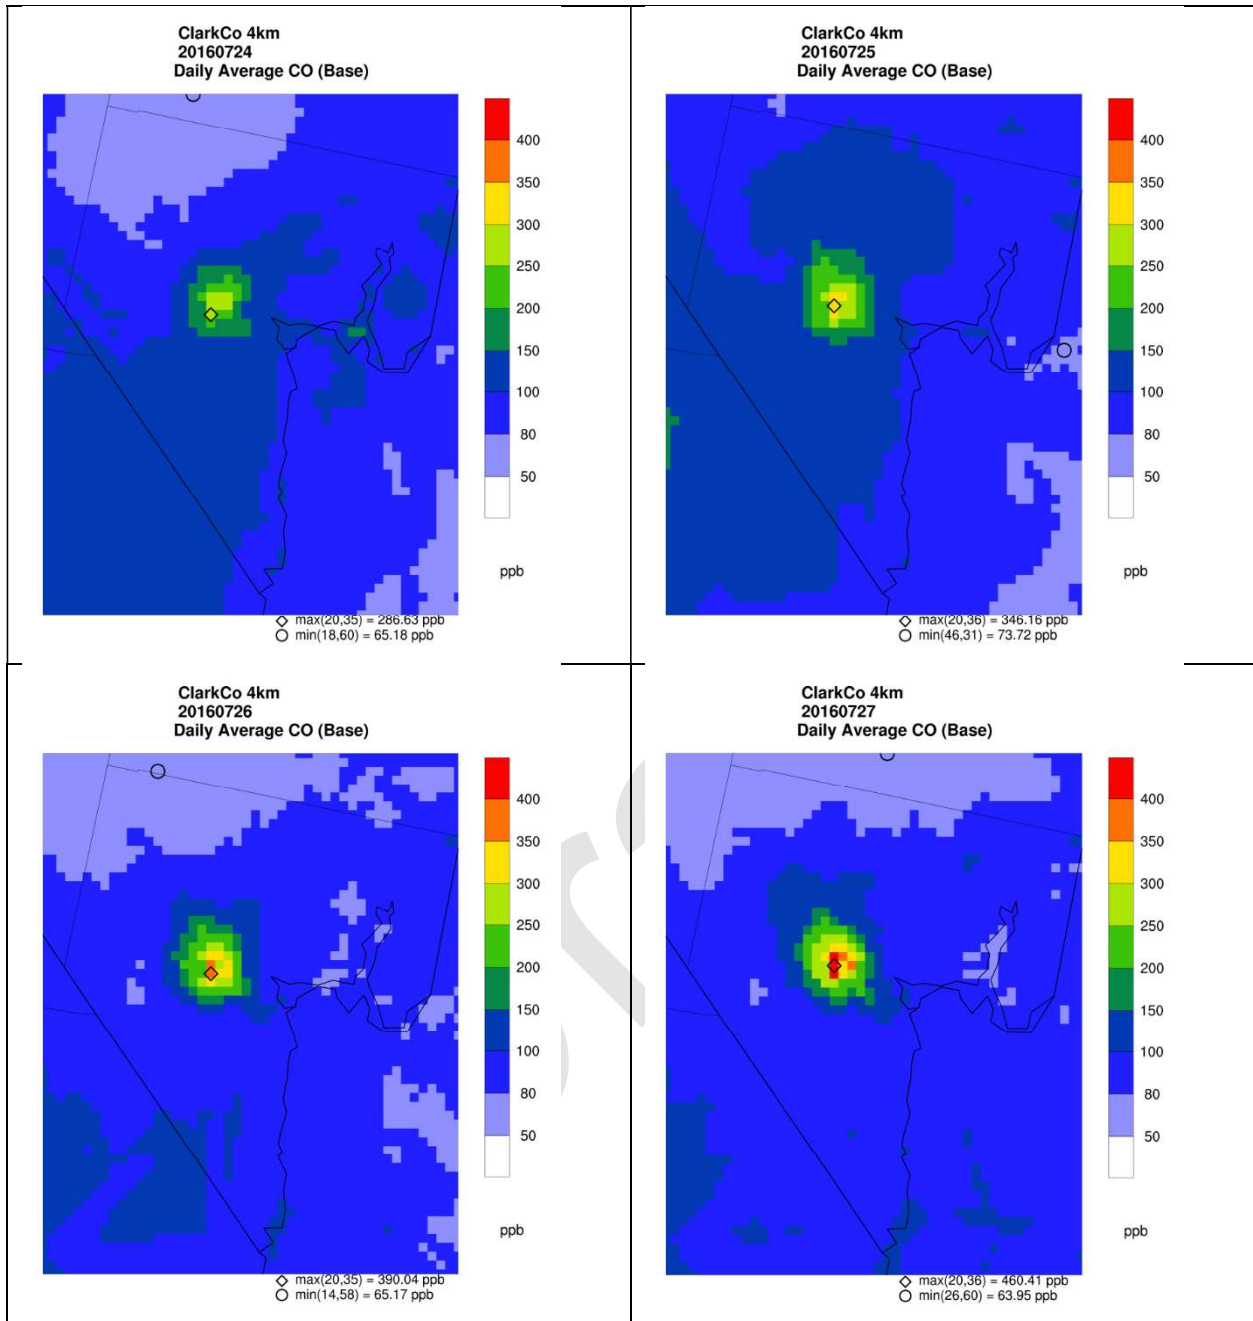 ClarkCo 4km
20160724
Daily Average CO (Base)
400
350
300
250
200
150
100
80
50
ppb
max(20,35) = 286.63 ppb
min(18,60) = 65.18 ppb
ClarkCo 4km
20160725
Daily Average CO (Base)
400
350
300
250
200
150
100
80
50
ppb
max(20,36) = 346.16 ppb
min(46,31) = 73.72 ppb
ClarkCo 4km
20160726
Daily Average CO (Base)
400
350
300
250
200
150
100
80
50
ppb
max(20,35) = 390.04 ppb
min(14,58) = 65.17 ppb
ClarkCo 4km
20160727
Daily Average CO (Base)
400
350
300
250
200
150
100
80
50
ppb
max(20,36) = 460.41 ppb
min(26,60) = 63.95 ppb